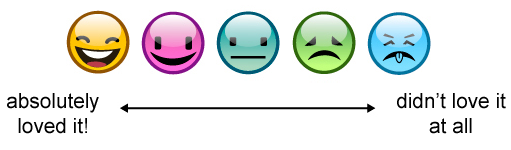 absolutely
loved it!
didn’t love it
at all